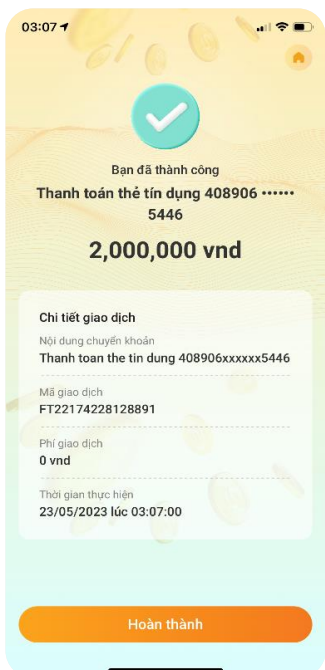 03:07
Bạn đã thành công
Thanh toán thẻ tín dụng 408906 ••••••
5446
2,000,000 vnd
Chi tiết giao dịch
Nội dung chuyển khoản
Thanh toan the tin dung 408906xxxxxx5446
Mã giao dịch
FT22174228128891
Phí giao dịch
0 vnd
Thời gian thực hiện
23/05/2023 lúc 03:07:00
Hoàn thành